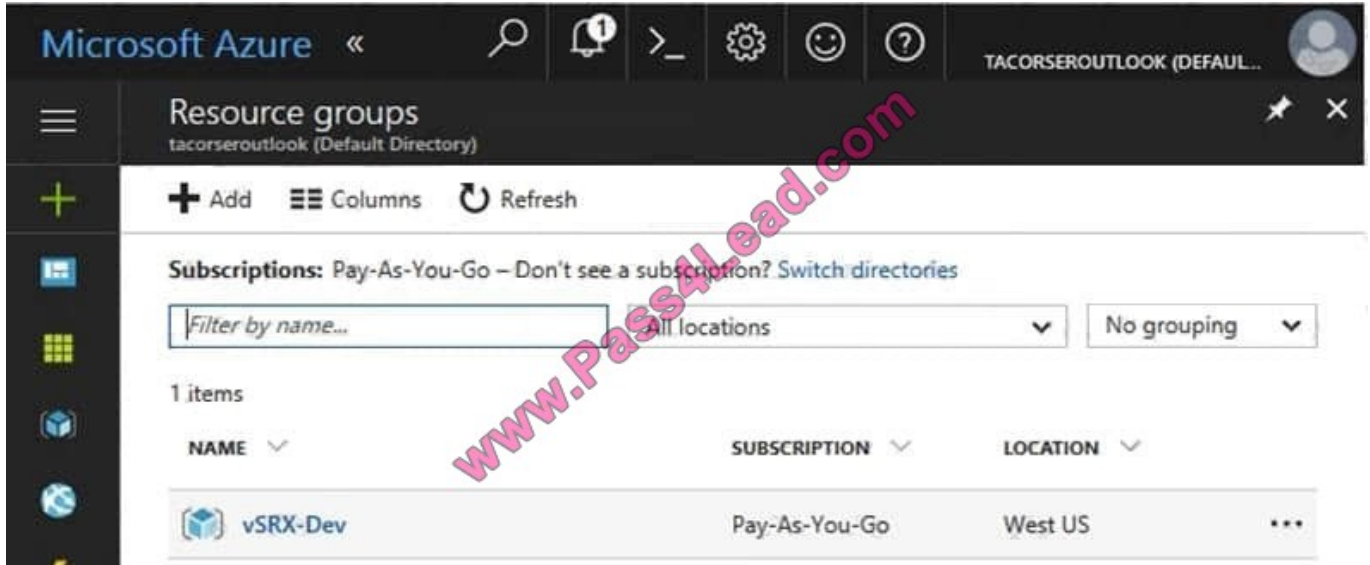 Microsoft Azure «
1
TACORSEROUTLOOK (DEFAUL...
Resource groups
tacorseroutlook (Default Directory)
Add Columns Refresh
Subscriptions: Pay-As-You-Go – Don't see a subscription? Switch directories
Filter by name... All locations No grouping
1 items
NAME SUBSCRIPTION LOCATION
vSRX-Dev Pay-As-You-Go West US ...
www.Pass4Lead.com